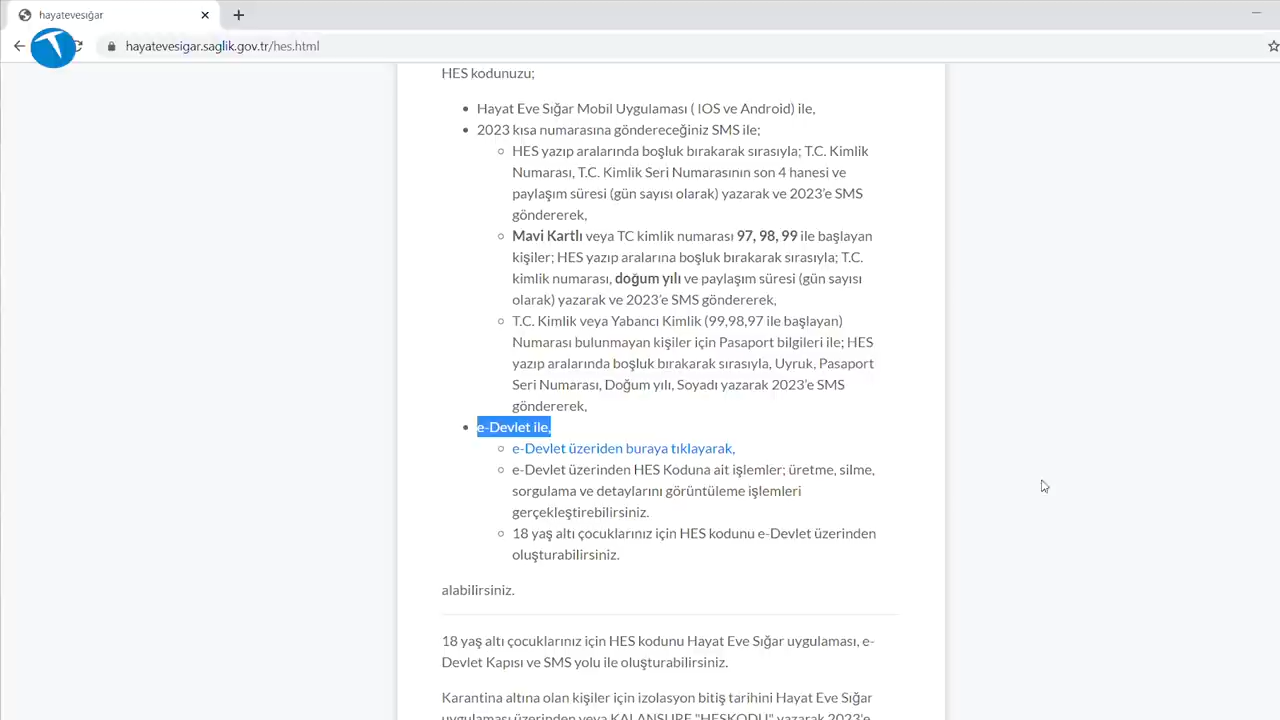 hayatevesığar
hayatevesigar.saglik.gov.tr/hes.html
HES kodunuzu;
Hayat Eve Sığar Mobil Uygulaması ( IOS ve Android) ile,
2023 kısa numarasına göndereceğiniz SMS ile;
HES yazıp aralarında boşluk bırakarak sırasıyla; T.C. Kimlik
Numarası, T.C. Kimlik Seri Numarasının son 4 hanesi ve
paylaşım süresi (gün sayısı olarak) yazarak ve 2023’e SMS
göndererek,
Mavi Kartlı veya TC kimlik numarası 97, 98, 99 ile başlayan
kişiler; HES yazıp aralarına boşluk bırakarak sırasıyla; T.C.
kimlik numarası, doğum yılı ve paylaşım süresi (gün sayısı
olarak) yazarak ve 2023’e SMS göndererek,
T.C. Kimlik veya Yabancı Kimlik (99,98,97 ile başlayan)
Numarası bulunmayan kişiler için Pasaport bilgileri ile; HES
yazıp aralarında boşluk bırakarak sırasıyla, Uyruk, Pasaport
Seri Numarası, Doğum yılı, Soyadı yazarak 2023’e SMS
göndererek,
e-Devlet ile,
e-Devlet üzeriden buraya tıklayarak,
e-Devlet üzerinden HES Koduna ait işlemler; üretme, silme,
sorgulama ve detaylarını görüntüleme işlemleri
gerçekleştirebilirsiniz.
18 yaş altı çocuklarınız için HES kodunu e-Devlet üzerinden
oluşturabilirsiniz.
alabilirsiniz.
18 yaş altı çocuklarınız için HES kodunu Hayat Eve Sığar uygulaması, e-
Devlet Kapısı ve SMS yolu ile oluşturabilirsiniz.
Karantina altına olan kişiler için izolasyon bitiş tarihini Hayat Eve Sığar
uygulaması üzerinden veya KALANSURE "HESKODU" yazarak 2023’e